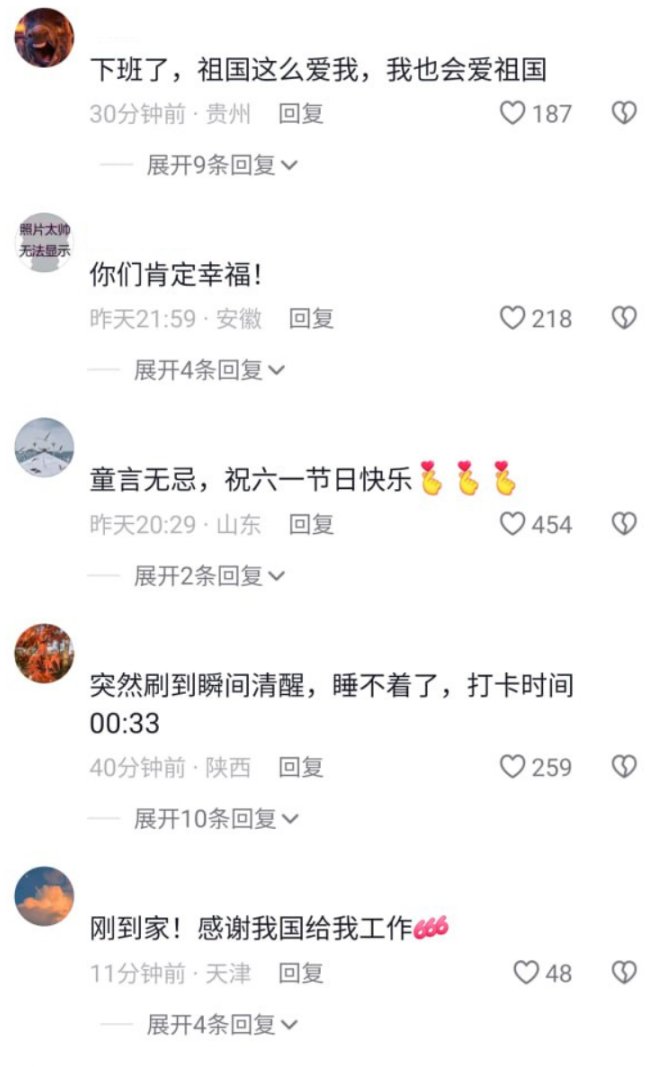 下班了，祖国这么爱我，我也会爱祖国
30分钟前 · 贵州 回复 187
展开9条回复
照片太帅
无法显示
你们肯定幸福！
昨天21:59 · 安徽 回复 218
展开4条回复
童言无忌，祝六一节日快乐
昨天20:29 · 山东 回复 454
展开2条回复
突然刷到瞬间清醒，睡不着了，打卡时间
00:33
40分钟前 · 陕西 回复 259
展开10条回复
刚到家！感谢我国给我工作666
11分钟前 · 天津 回复 48
展开4条回复